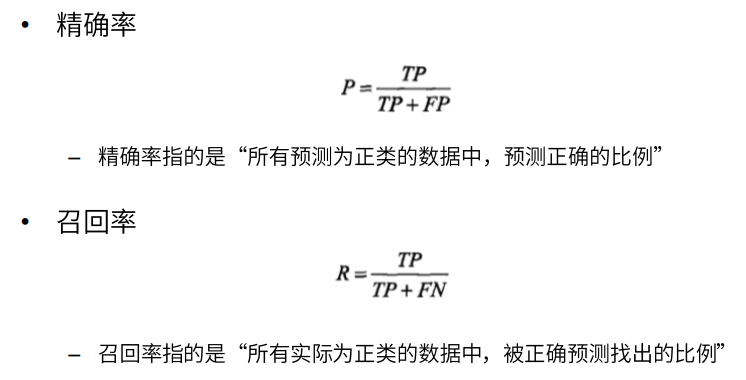 • 精确率
P = TP / (TP + FP)
– 精确率指的是“所有预测为正类的数据中，预测正确的比例”
• 召回率
R = TP / (TP + FN)
– 召回率指的是“所有实际为正类的数据中，被正确预测找出的比例”